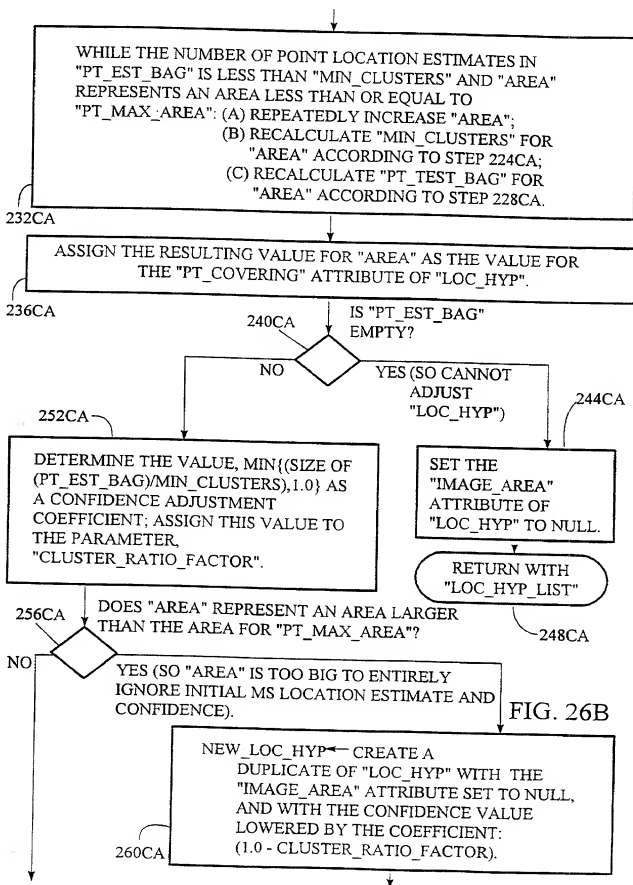 WHILE THE NUMBER OF POINT LOCATION ESTIMATES IN
"PT_EST_BAG" IS LESS THAN "MIN_CLUSTERS" AND "AREA"
REPRESENTS AN AREA LESS THAN OR EQUAL TO
"PT_MAX_AREA": (A) REPEATEDLY INCREASE "AREA";
(B) RECALCULATE "MIN_CLUSTERS" FOR
"AREA" ACCORDING TO STEP 224CA;
(C) RECALCULATE "PT_TEST_BAG" FOR
"AREA" ACCORDING TO STEP 228CA.
232CA
ASSIGN THE RESULTING VALUE FOR "AREA" AS THE VALUE FOR
THE "PT_COVERING" ATTRIBUTE OF "LOC_HYP".
236CA
IS "PT_EST_BAG"
EMPTY?
240CA
NO
YES (SO CANNOT
ADJUST
"LOC_HYP")
244CA
252CA
DETERMINE THE VALUE, MIN{(SIZE OF
(PT_EST_BAG)/MIN_CLUSTERS),1.0} AS
A CONFIDENCE ADJUSTMENT
COEFFICIENT; ASSIGN THIS VALUE TO
THE PARAMETER,
"CLUSTER_RATIO_FACTOR".
SET THE
"IMAGE_AREA"
ATTRIBUTE OF
"LOC_HYP" TO NULL.
RETURN WITH
"LOC_HYP_LIST"
248CA
DOES "AREA" REPRESENT AN AREA LARGER
THAN THE AREA FOR "PT_MAX_AREA"?
256CA
NO
YES (SO "AREA" IS TOO BIG TO ENTIRELY
IGNORE INITIAL MS LOCATION ESTIMATE AND
CONFIDENCE).
FIG. 26B
NEW_LOC_HYP← CREATE A
DUPLICATE OF "LOC_HYP" WITH THE
"IMAGE_AREA" ATTRIBUTE SET TO NULL,
AND WITH THE CONFIDENCE VALUE
LOWERED BY THE COEFFICIENT:
(1.0 - CLUSTER_RATIO_FACTOR).
260CA